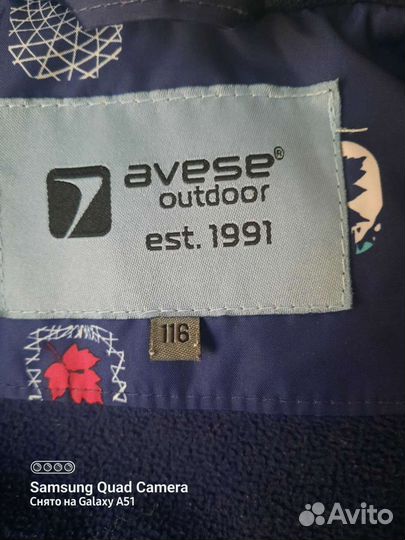 avese®
outdoor
est. 1991
116
Samsung Quad Camera
Снято на Galaxy A51
Avito